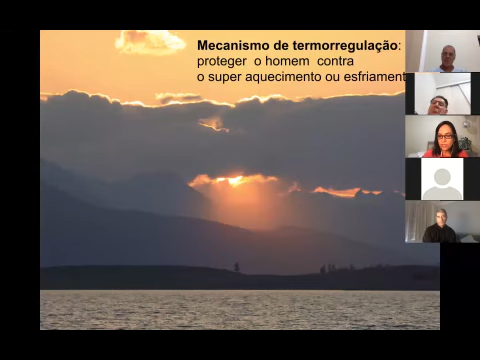 Mecanismo de termorregulação:
proteger o homem contra
o super aquecimento ou esfriament